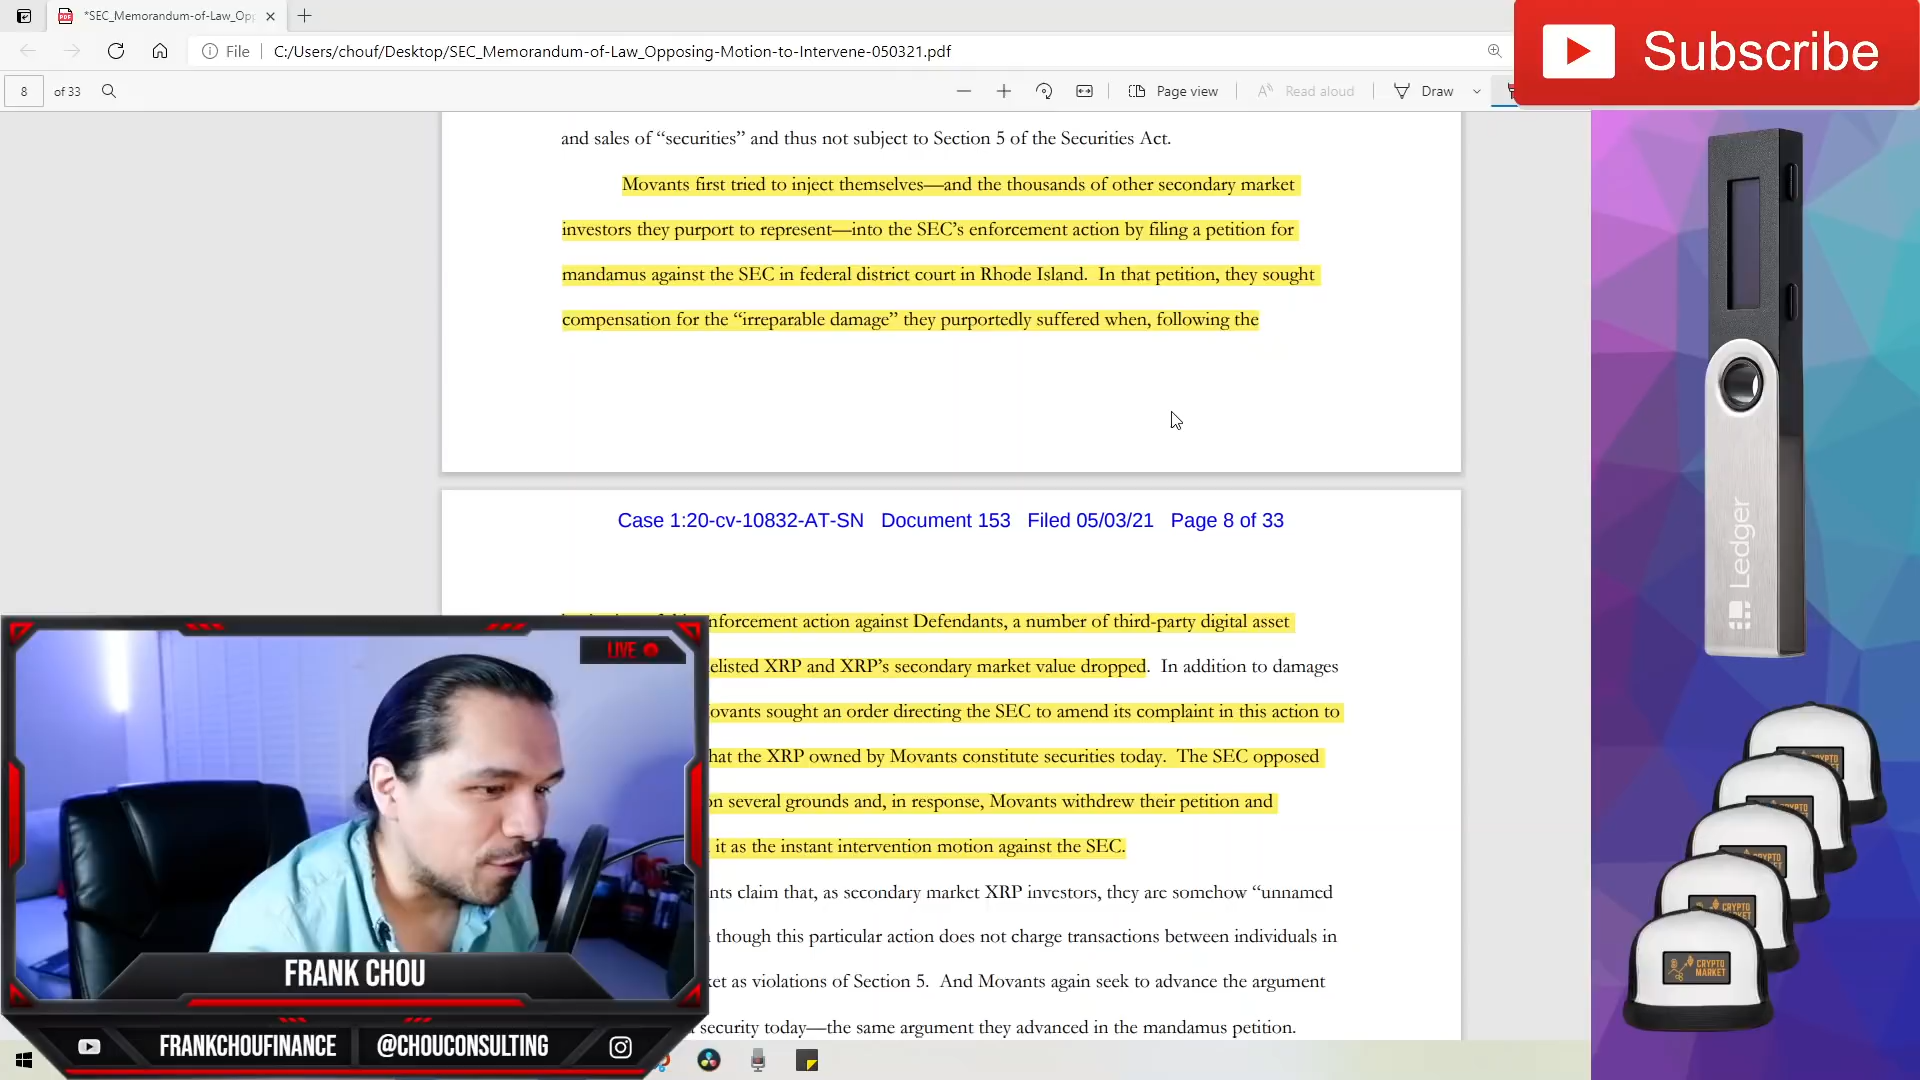 *SEC_Memorandum-of-Law_Opp
File
C:/Users/chouf/Desktop/SEC_Memorandum-of-Law_Opposing-Motion-to-Intervene-050321.pdf
Subscribe
8 of 33
Page view
Read aloud
Draw
and sales of “securities” and thus not subject to Section 5 of the Securities Act.
Movants first tried to inject themselves—and the thousands of other secondary market
investors they purport to represent—into the SEC’s enforcement action by filing a petition for
mandamus against the SEC in federal district court in Rhode Island. In that petition, they sought
compensation for the “irreparable damage” they purportedly suffered when, following the
Case 1:20-cv-10832-AT-SN Document 153 Filed 05/03/21 Page 8 of 33
nforcement action against Defendants, a number of third-party digital asset
elisted XRP and XRP’s secondary market value dropped. In addition to damages
ovants sought an order directing the SEC to amend its complaint in this action to
hat the XRP owned by Movants constitute securities today. The SEC opposed
on several grounds and, in response, Movants withdrew their petition and
it as the instant intervention motion against the SEC.
nts claim that, as secondary market XRP investors, they are somehow “unnamed
though this particular action does not charge transactions between individuals in
ket as violations of Section 5. And Movants again seek to advance the argument
security today—the same argument they advanced in the mandamus petition.
LIVE
FRANK CHOU
FRANKCHOUFINANCE
@CHOUCONSULTING
Ledger
CRYPTO
MARKET